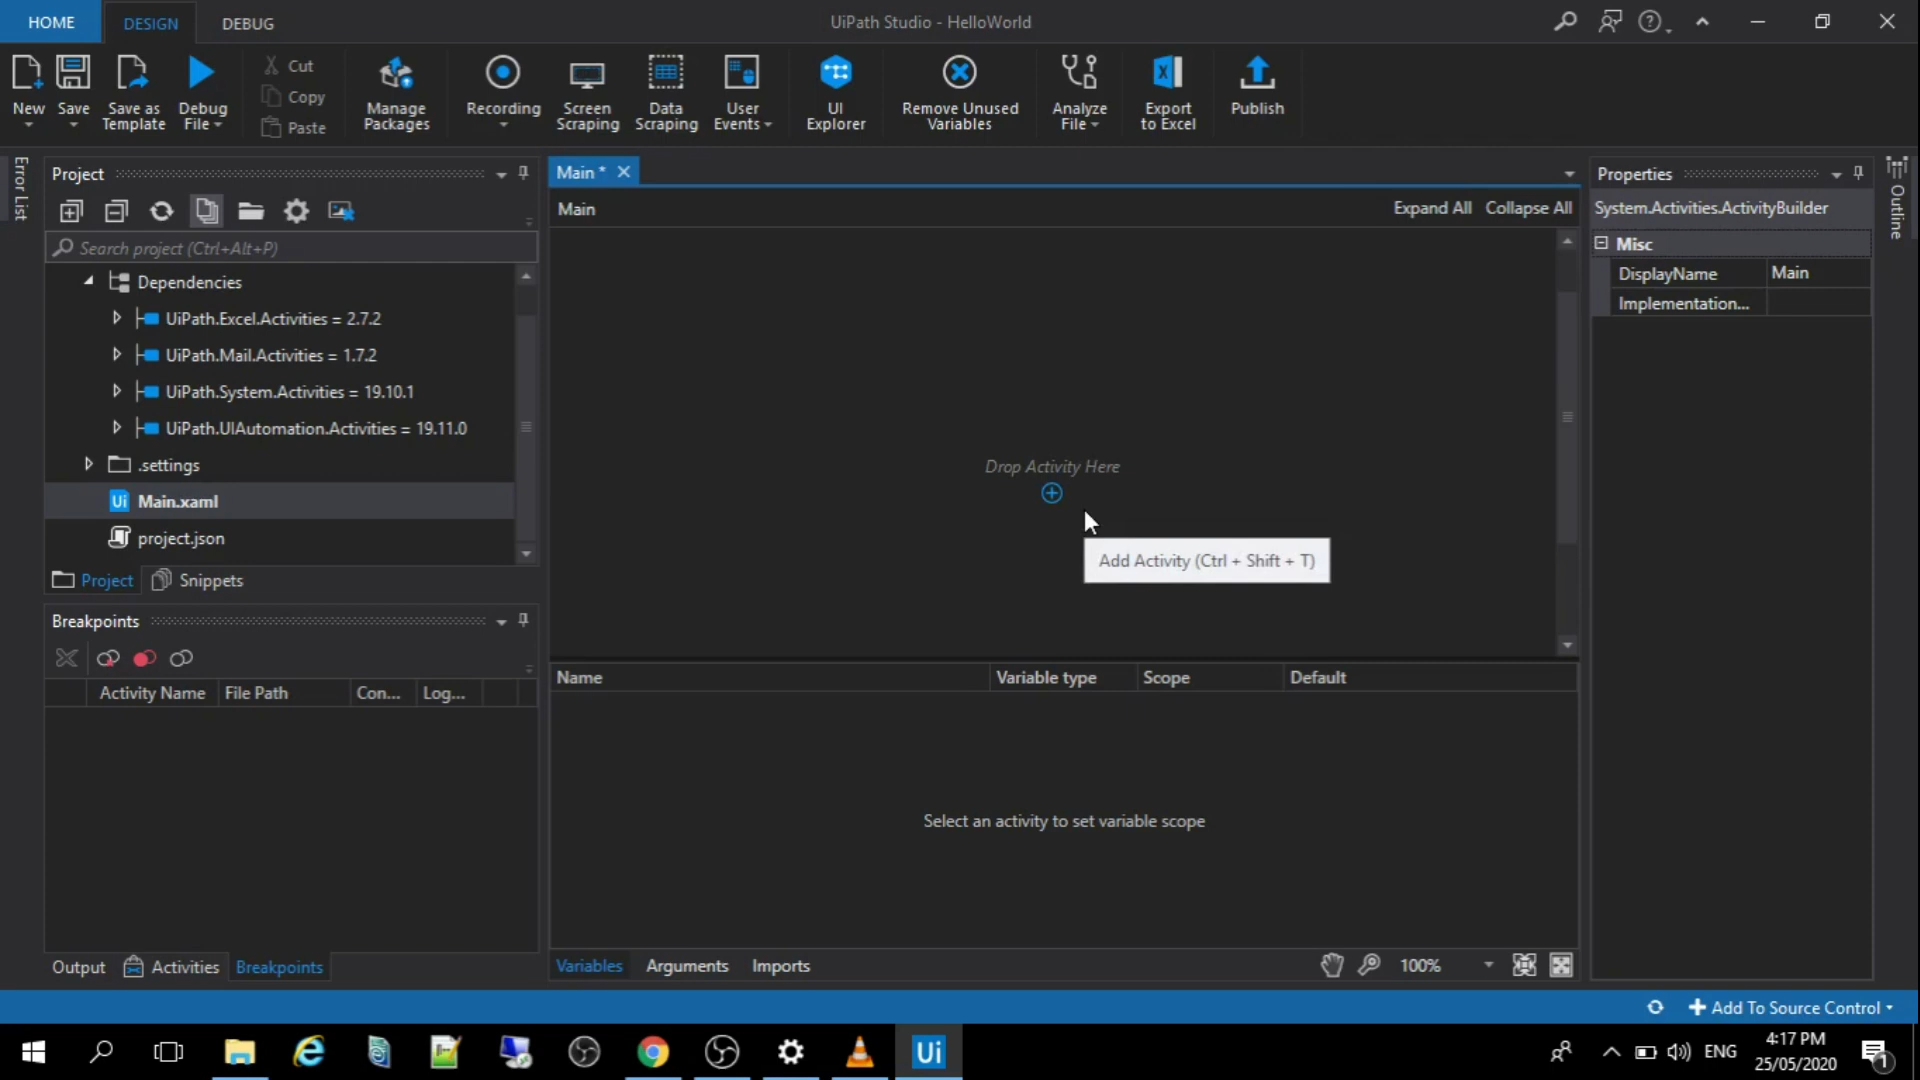 HOME
DESIGN
DEBUG
UiPath Studio - HelloWorld
New
Save
Save as Template
Debug File
Cut
Copy
Paste
Manage Packages
Recording
Screen Scraping
Data Scraping
User Events
UI Explorer
Remove Unused Variables
Analyze File
Export to Excel
Publish
Error List
Project
Search project (Ctrl+Alt+P)
Dependencies
UiPath.Excel.Activities = 2.7.2
UiPath.Mail.Activities = 1.7.2
UiPath.System.Activities = 19.10.1
UiPath.UIAutomation.Activities = 19.11.0
.settings
Ui Main.xaml
project.json
Project
Snippets
Breakpoints
Activity Name
File Path
Con...
Log...
Output
Activities
Breakpoints
Main *
Main
Expand All
Collapse All
Drop Activity Here
Add Activity (Ctrl + Shift + T)
Name
Variable type
Scope
Default
Select an activity to set variable scope
Variables
Arguments
Imports
100%
Properties
System.Activities.ActivityBuilder
Misc
DisplayName
Main
Implementation...
Outline
Add To Source Control
Ui
ENG
4:17 PM
25/05/2020
1